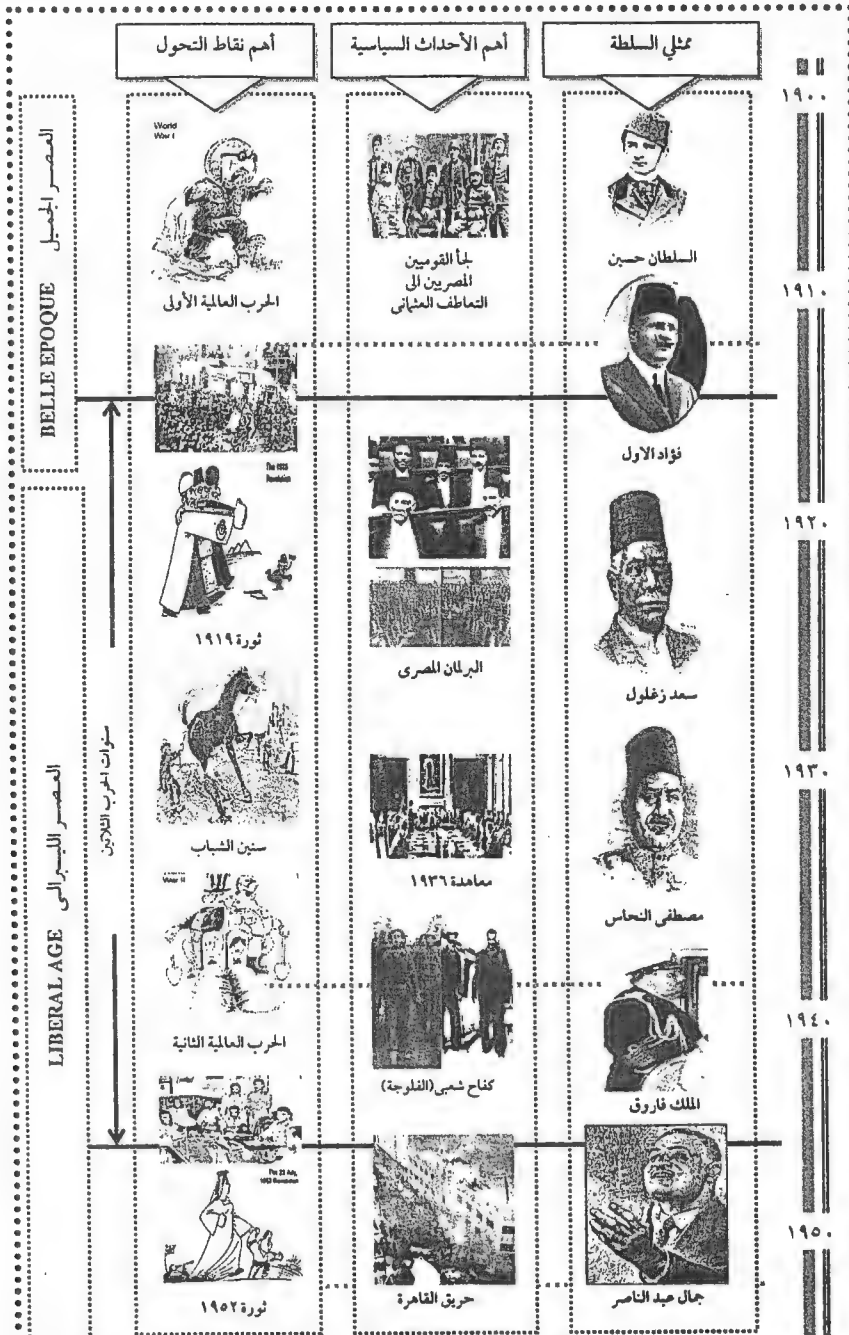 ممثلي السلطة
أهم الأحداث السياسية
أهم نقاط التحول
١٩٠٠
١٩١٠
١٩٢٠
١٩٣٠
١٩٤٠
١٩٥٠
السلطان حسين
فؤاد الاول
سعد زغلول
مصطفى النحاس
الملك فاروق
جمال عبد الناصر
لجأ القوميين
المصريين الى
التعاطف العثمانى
البرلمان المصرى
معاهدة ١٩٣٦
كفاح شعبى (الفلوجة)
حريق القاهرة
World
War I
الحرب العالمية الأولى
The 1919
Revolution
ثورة ١٩١٩
سنين الشباب
War II
الحرب العالمية الثانية
The 23 July,
1952 Revolution
ثورة ١٩٥٢
سنوات الحرب الثلاثين
العصر الجميل
BELLE EPOQUE
العصر الليبرالى
LIBERAL AGE